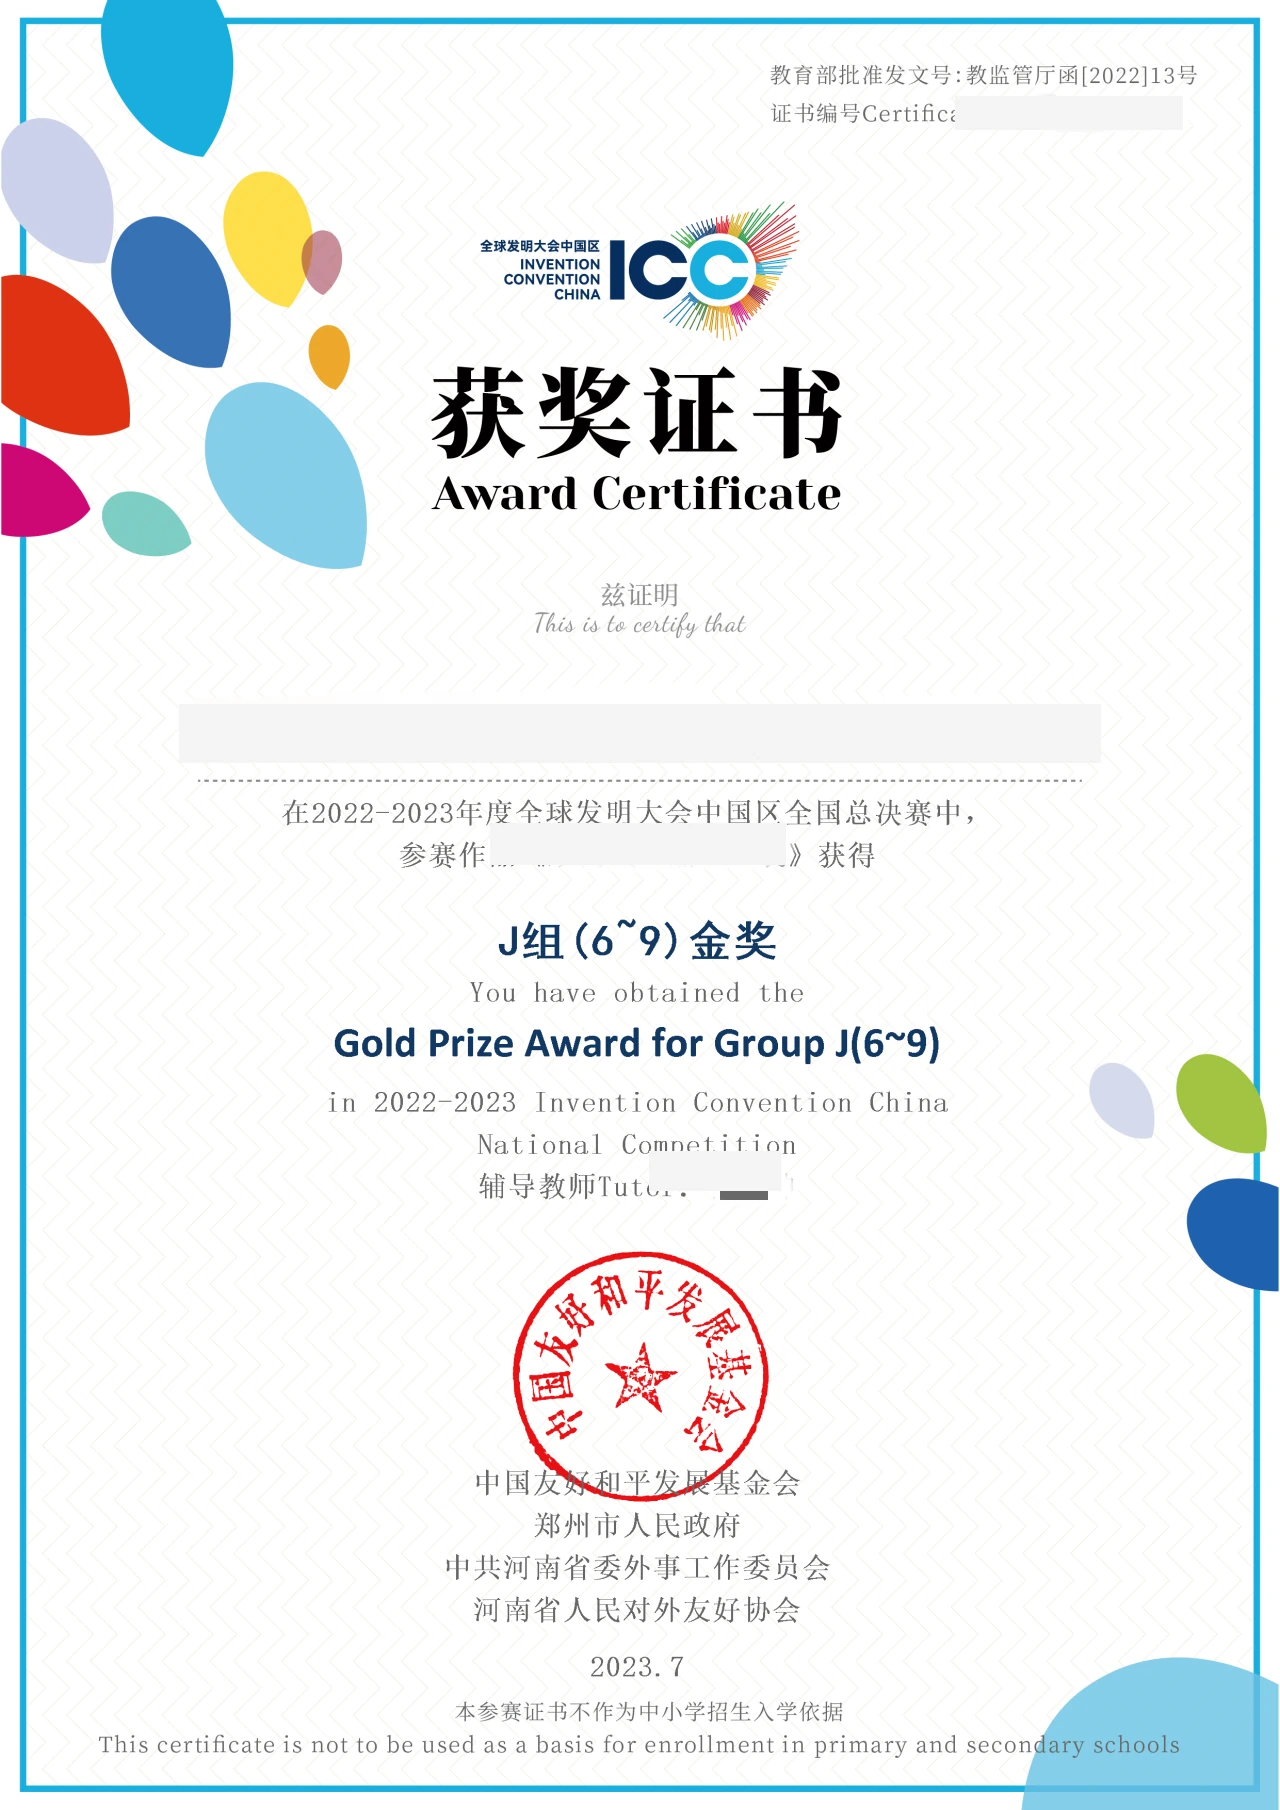 教育部批准发文号：教监管厅函[2022]13号
证书编号
全球发明大会中国区
INVENTION
CONVENTION
CHINA
ICC
获奖证书
Award Certificate
兹证明
This is to certify that
在2022-2023年度全球发明大会中国区全国总决赛中，
参赛作》获得
J组(6~9)金奖
You have obtained the
Gold Prize Award for Group J(6~9)
in 2022-2023 Invention Convention China
National Competition
辅导教师Tutor:
中国友好和平发展基金会
中国友好和平发展基金会
郑州市人民政府
中共河南省委外事工作委员会
河南省人民对外友好协会
2023.7
本参赛证书不作为中小学招生入学依据
This certificate is not to be used as a basis for enrollment in primary and secondary schools